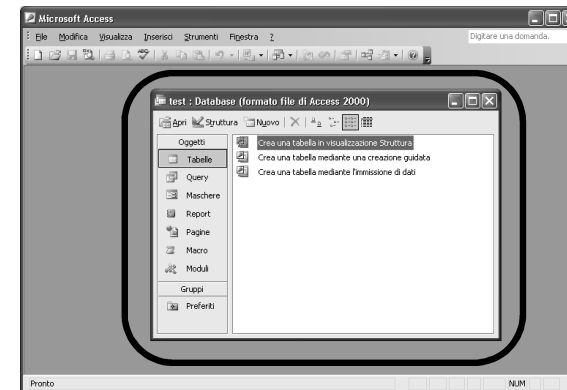 Microsoft Access
File Modifica Visualizza Inserisci Strumenti Finestra ?
Digitare una domanda.
test : Database (formato file di Access 2000)
Apri Struttura Nuovo
Oggetti
Tabelle
Query
Maschere
Report
Pagine
Macro
Moduli
Gruppi
Preferiti
Crea una tabella in visualizzazione Struttura
Crea una tabella mediante una creazione guidata
Crea una tabella mediante l'immissione di dati
Pronto
NUM